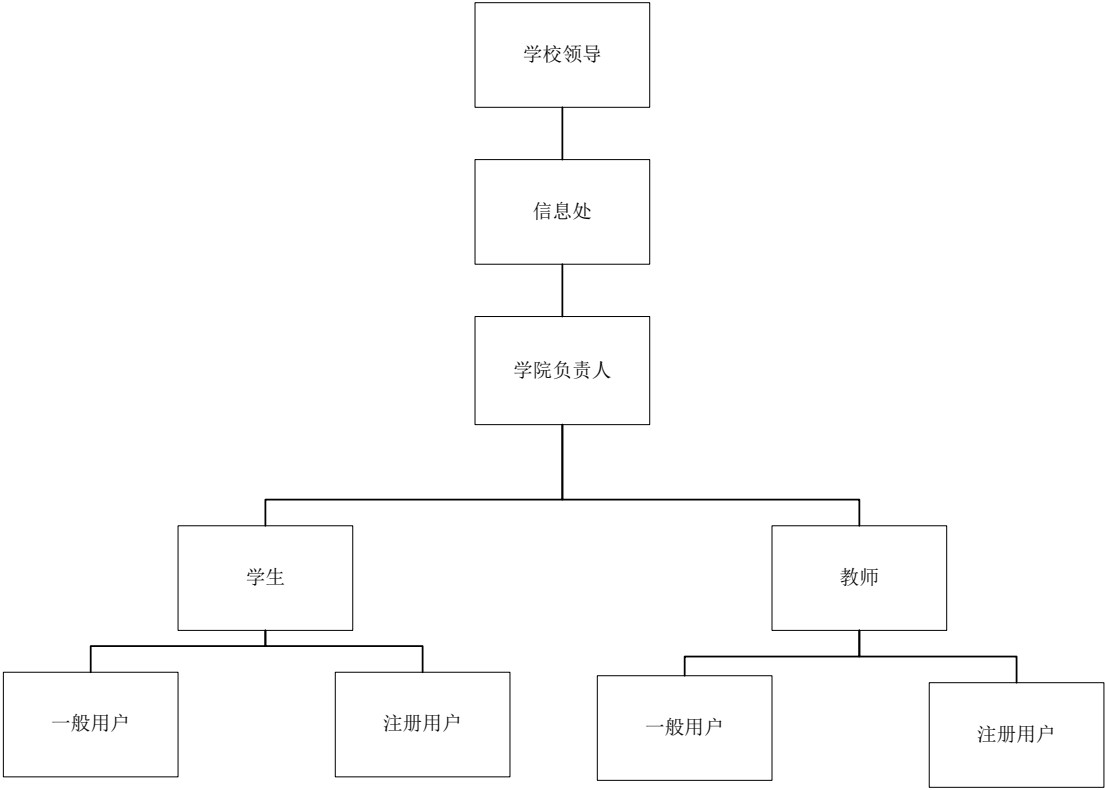 学校领导
信息处
学院负责人
学生
教师
一般用户
注册用户
一般用户
注册用户